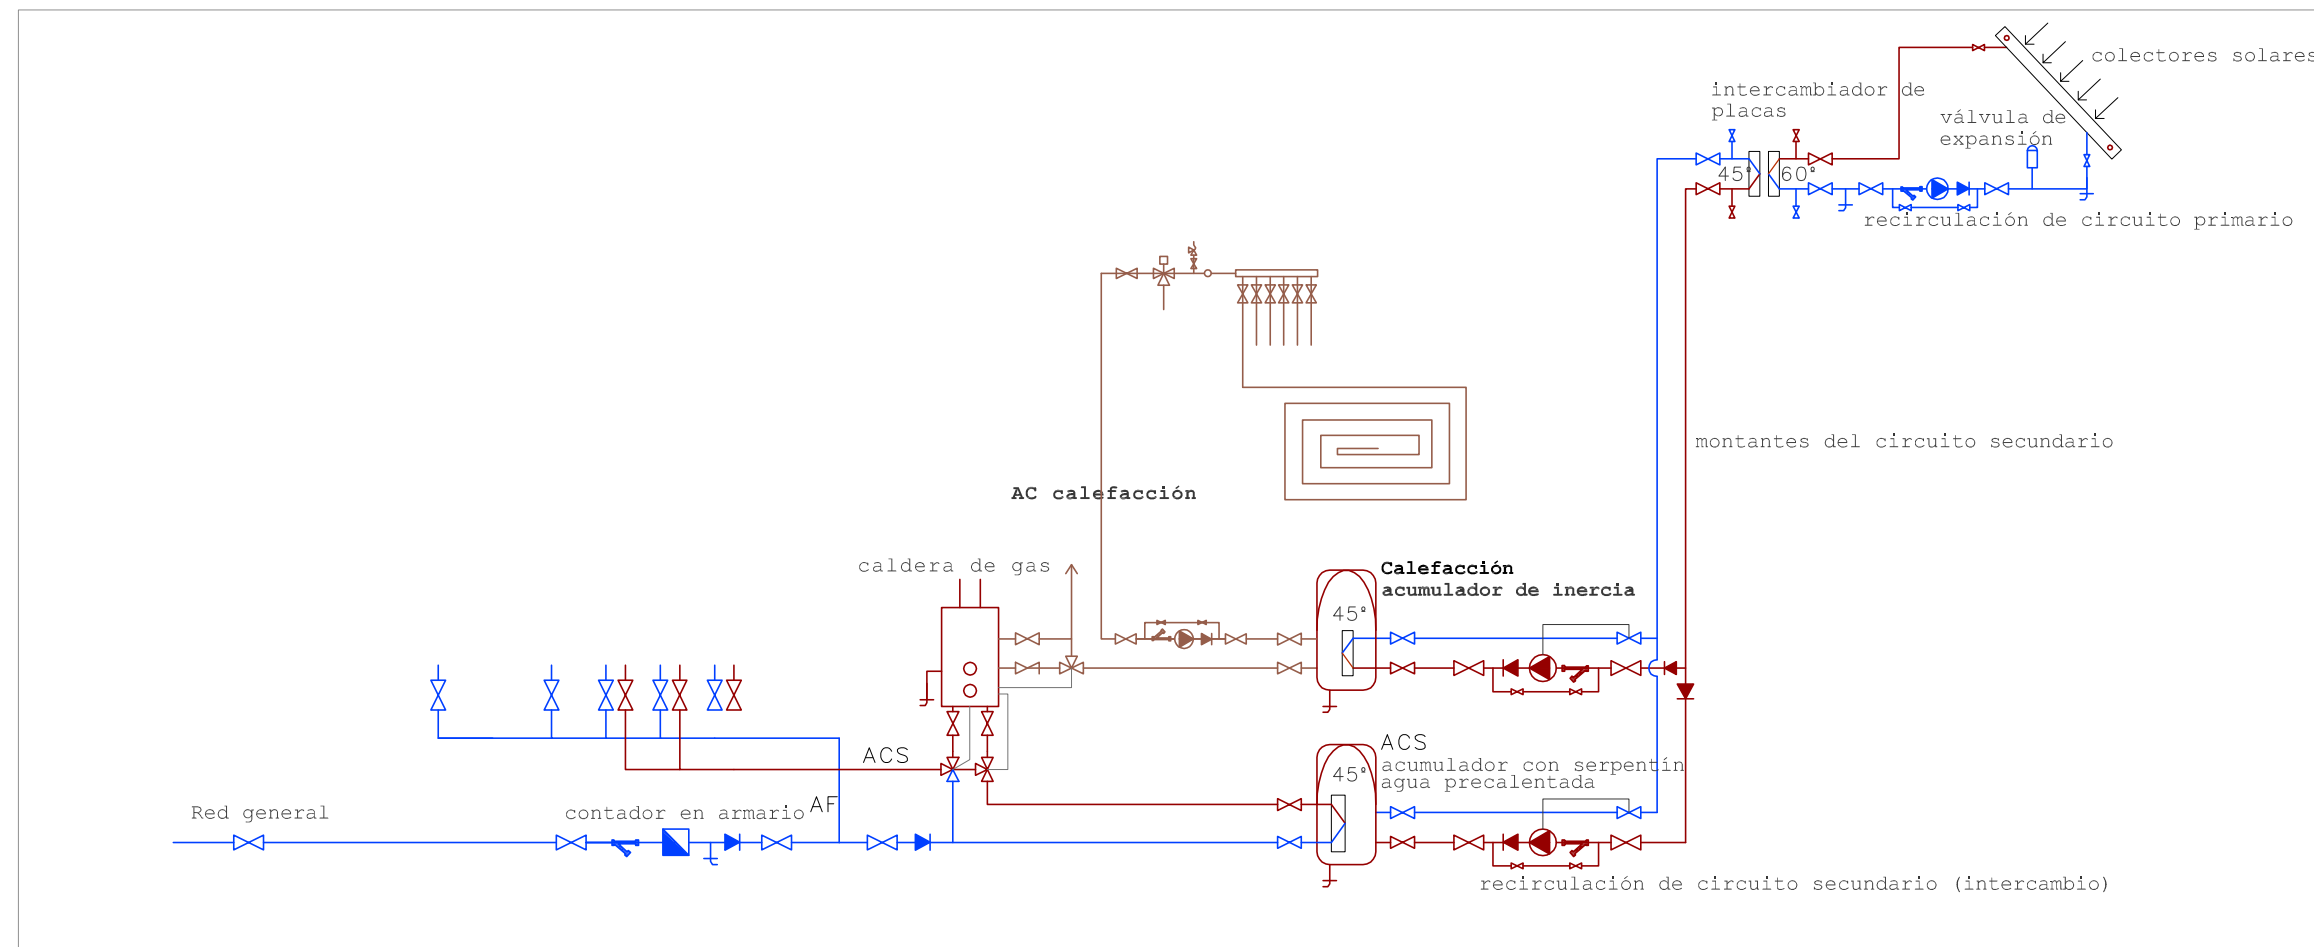 colectores solares
intercambiador de
placas
válvula de
expansión
45º
60º
recirculación de circuito primario
montantes del circuito secundario
AC calefacción
caldera de gas
Calefacción
acumulador de inercia
45º
ACS
ACS
acumulador con serpentín
agua precalentada
45º
Red general
contador en armario
AF
recirculación de circuito secundario (intercambio)